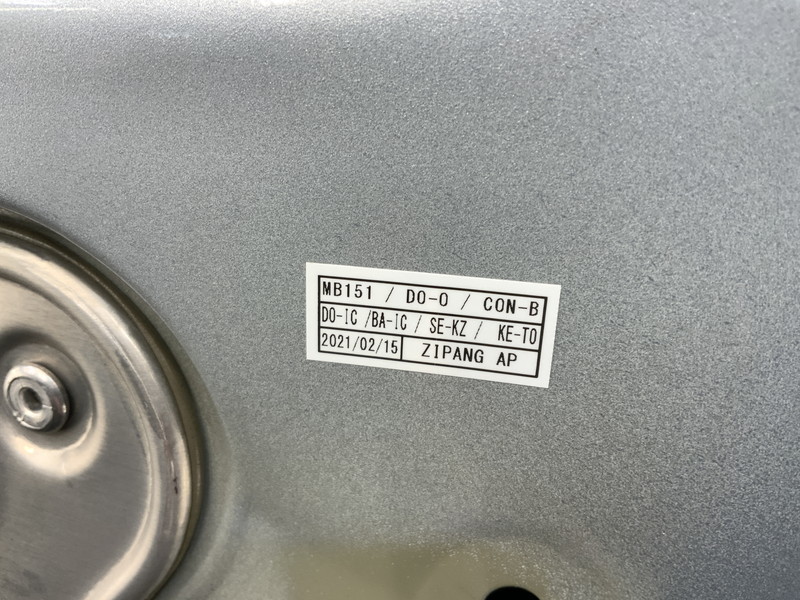 MB151 / DO-O / CON-B
DO-IC /BA-IC / SE-KZ / KE-TO
2021/02/15 ZIPANG AP